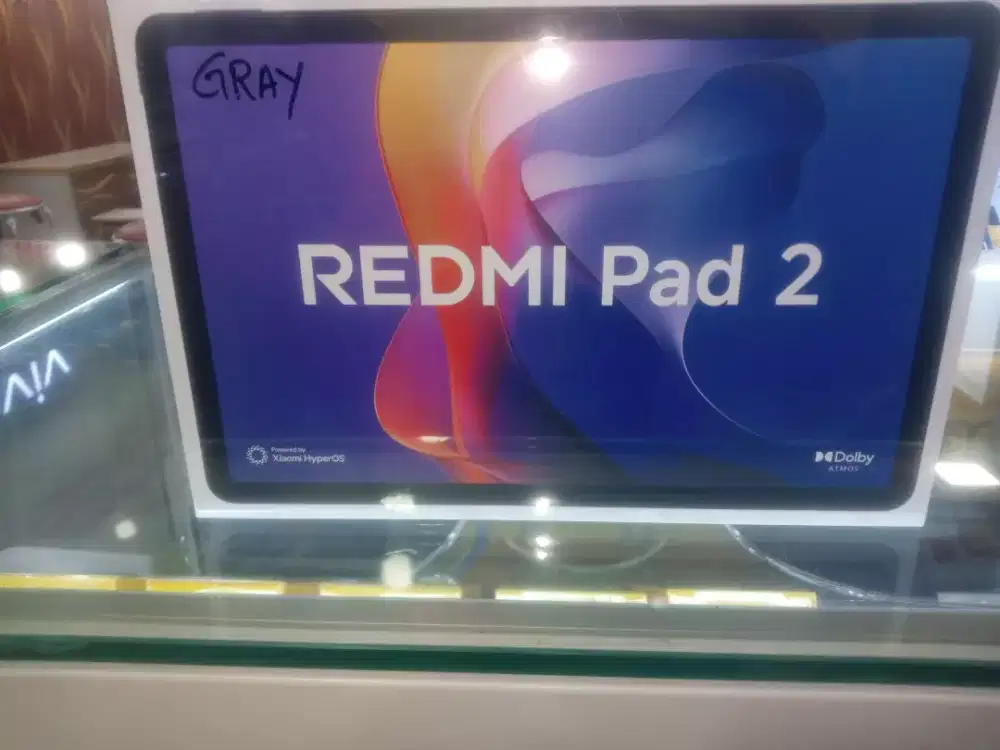 GRAY
REDMI Pad 2
Powered by
Xiaomi HyperOS
Dolby
ATMOS